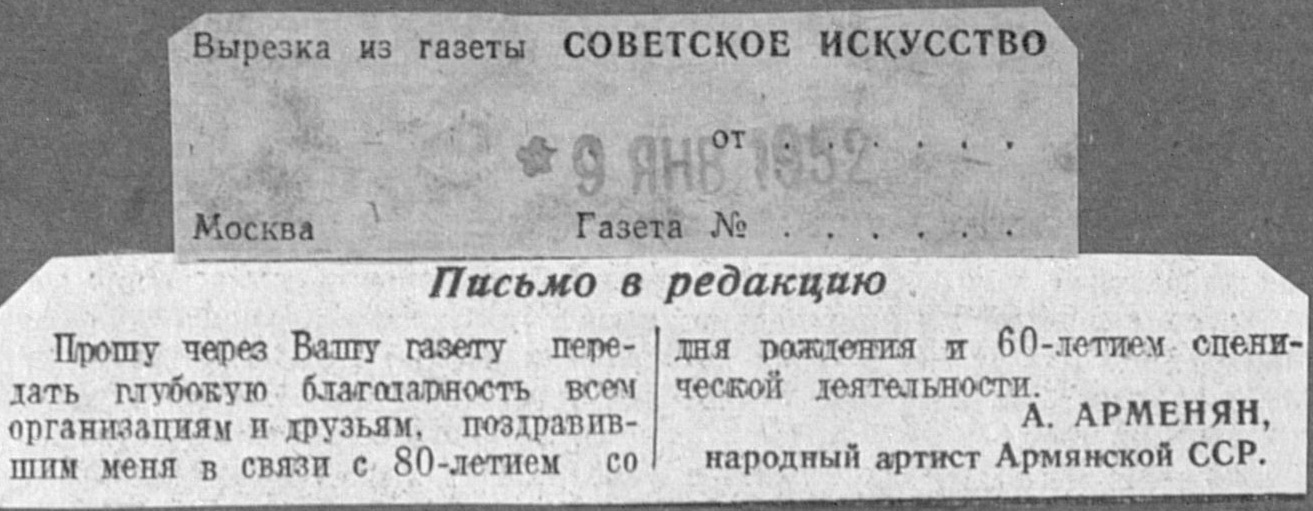 Вырезка из газеты СОВЕТСКОЕ ИСКУССТВО
от . . . . . .
* 9 ЯНВ 1952
Москва Газета № . . . . . .
Письмо в редакцию
Прошу через Вашу газету пере-
дать глубокую благодарность всем
организациям и друзьям, поздравив-
шим меня в связи с 80-летием со
дня рождения и 60-летием сцени-
ческой деятельности.
А. АРМЕНЯН,
народный артист Армянской ССР.